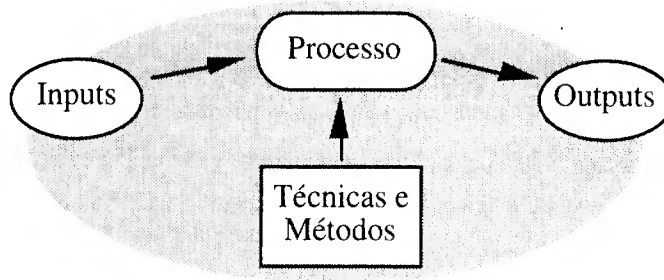 Processo
Inputs
Outputs
Técnicas e
Métodos